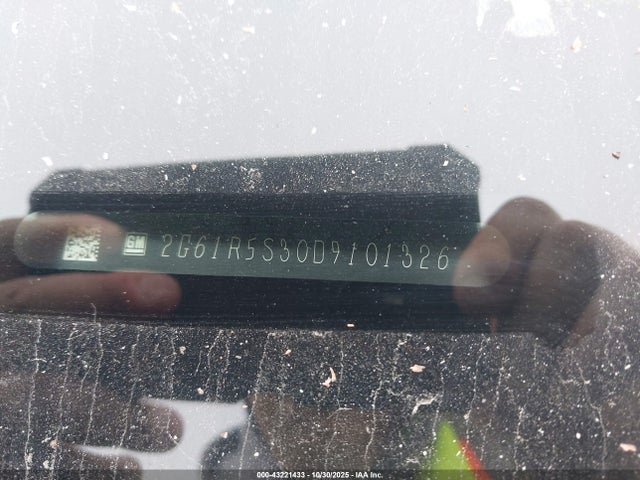 GM 2G61R5S30D9101326
000-43221433 - 10/30/2025 - IAA Inc.